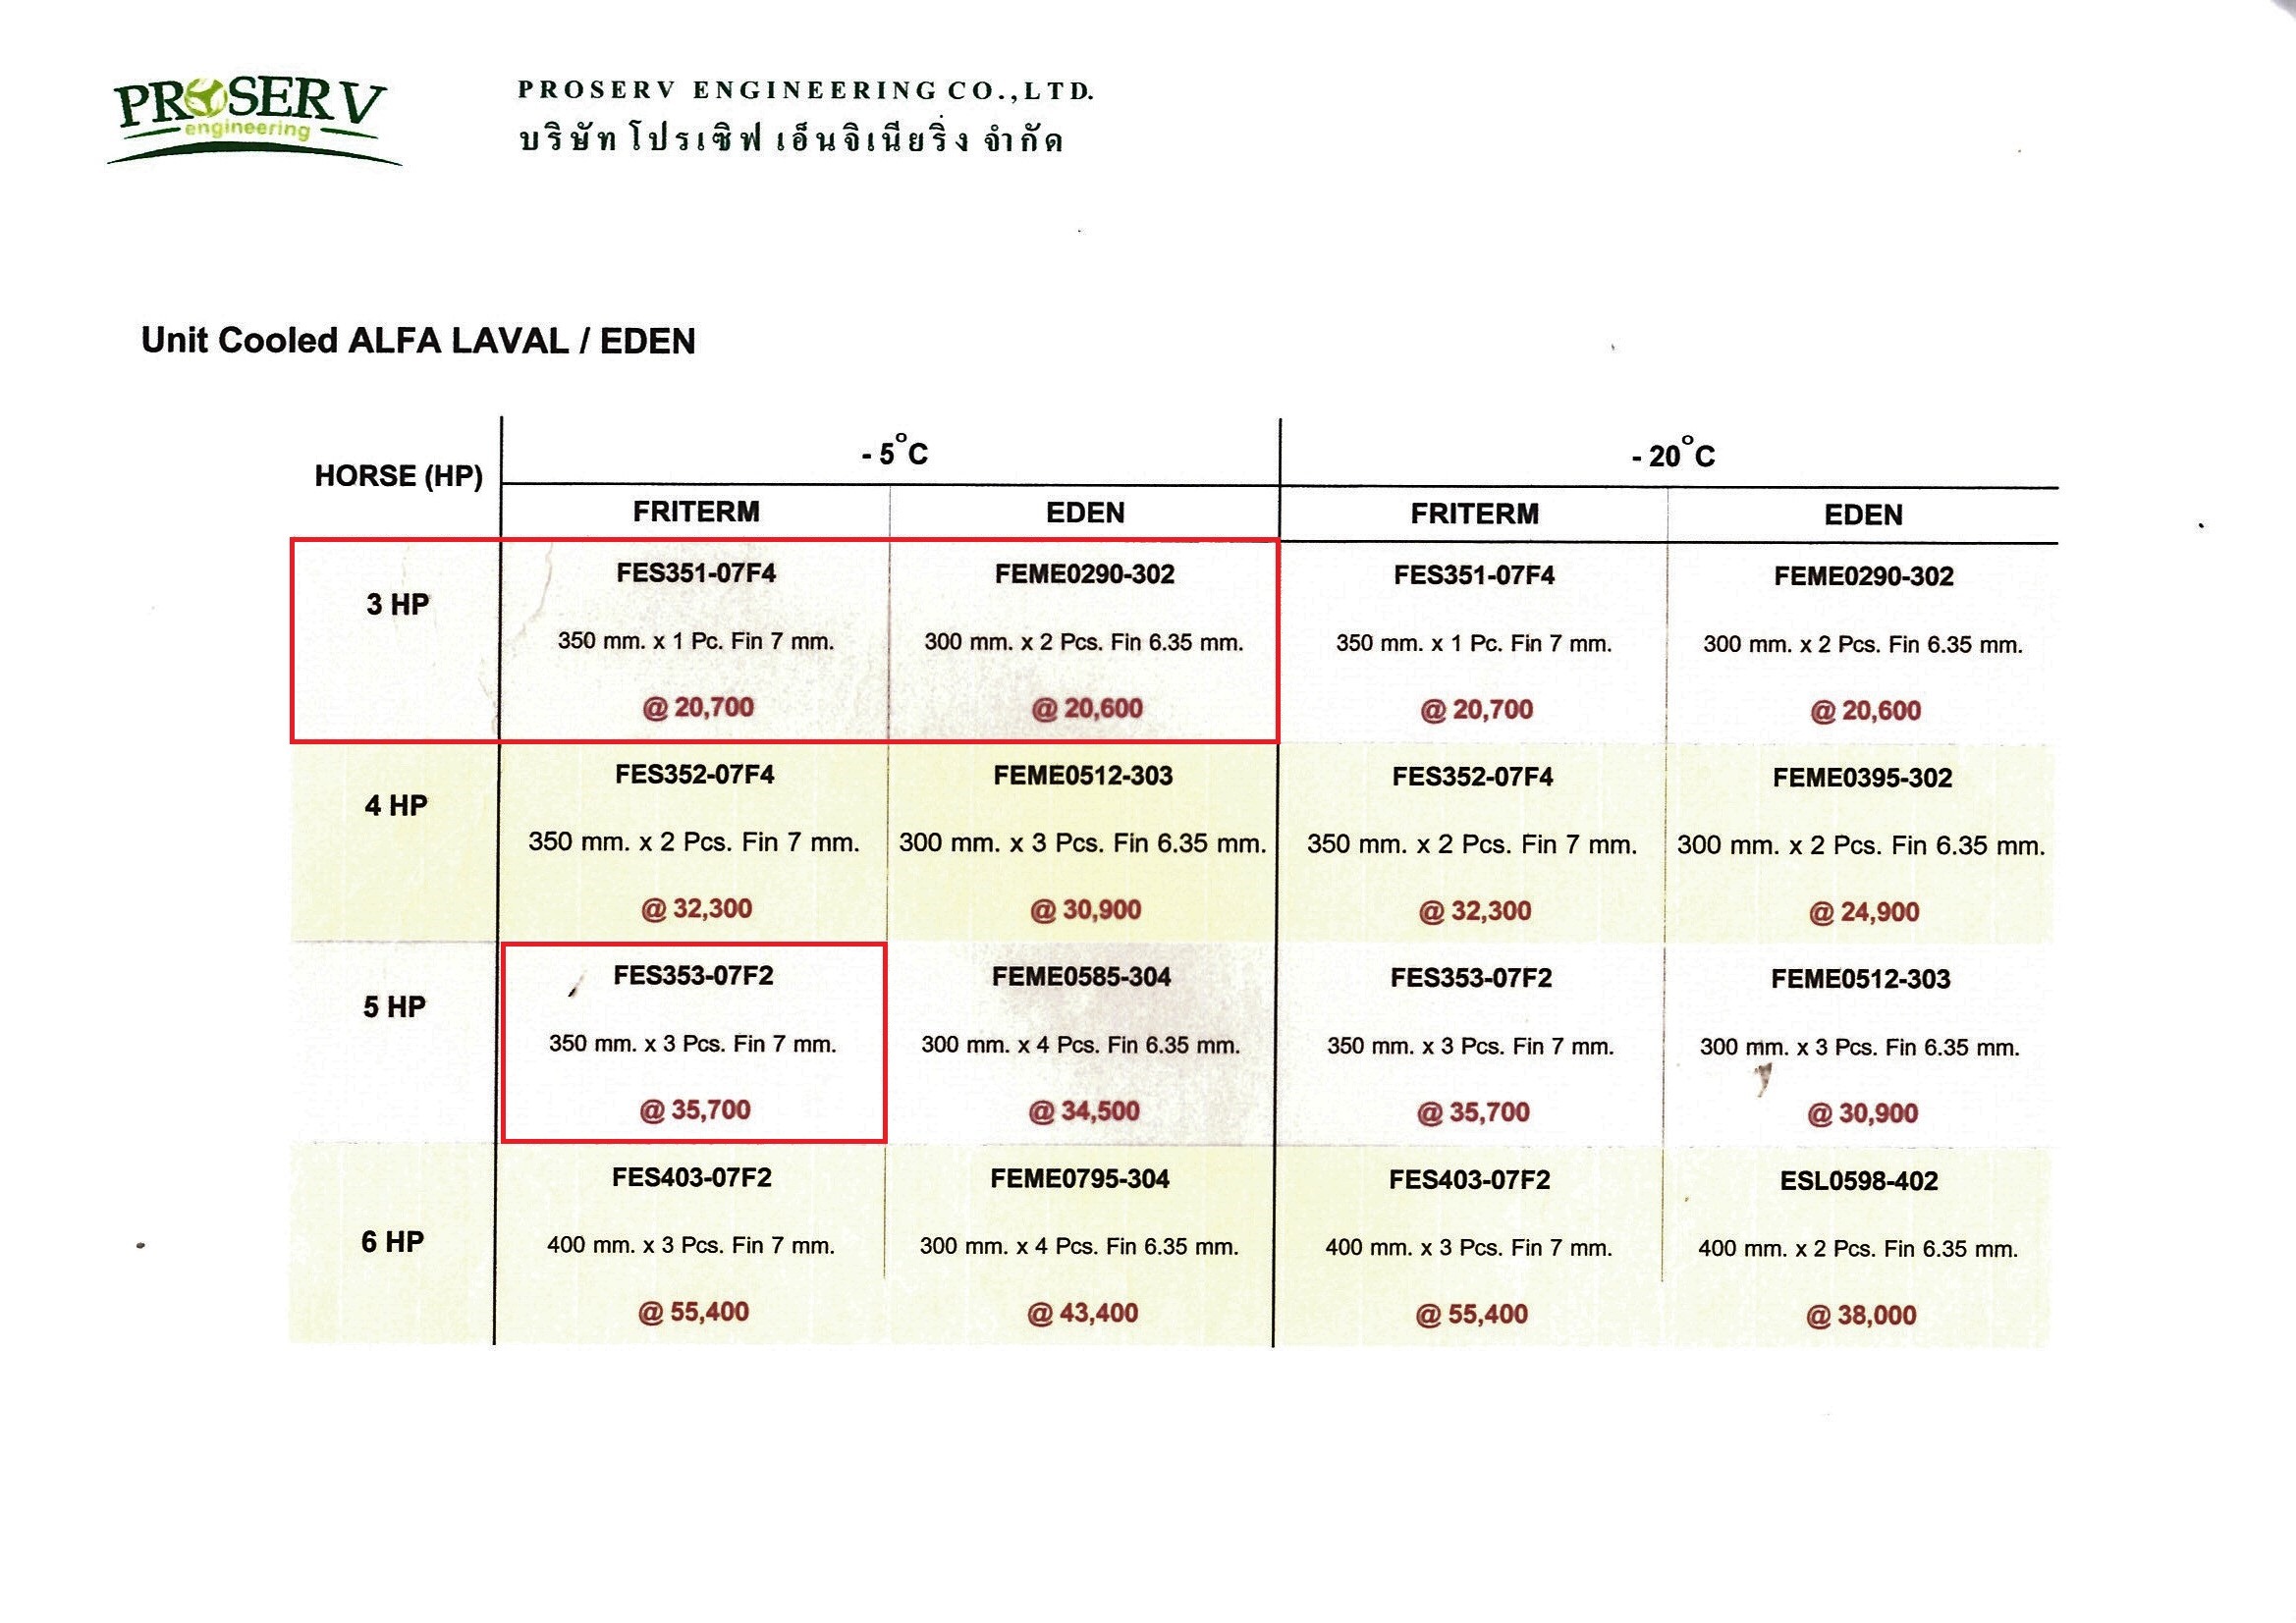 PROSERV
engineering
PROSERV ENGINEERING CO.,LTD.
บริษัท โปรเซิฟ เอ็นจิเนียริ่ง จำกัด
Unit Cooled ALFA LAVAL / EDEN
HORSE (HP) - 5°C - 20°C
FRITERM EDEN FRITERM EDEN
3 HP FES351-07F4 FEME0290-302 FES351-07F4 FEME0290-302
350 mm. x 1 Pc. Fin 7 mm. 300 mm. x 2 Pcs. Fin 6.35 mm. 350 mm. x 1 Pc. Fin 7 mm. 300 mm. x 2 Pcs. Fin 6.35 mm.
@ 20,700 @ 20,600 @ 20,700 @ 20,600
4 HP FES352-07F4 FEME0512-303 FES352-07F4 FEME0395-302
350 mm. x 2 Pcs. Fin 7 mm. 300 mm. x 3 Pcs. Fin 6.35 mm. 350 mm. x 2 Pcs. Fin 7 mm. 300 mm. x 2 Pcs. Fin 6.35 mm.
@ 32,300 @ 30,900 @ 32,300 @ 24,900
5 HP FES353-07F2 FEME0585-304 FES353-07F2 FEME0512-303
350 mm. x 3 Pcs. Fin 7 mm. 300 mm. x 4 Pcs. Fin 6.35 mm. 350 mm. x 3 Pcs. Fin 7 mm. 300 mm. x 3 Pcs. Fin 6.35 mm.
@ 35,700 @ 34,500 @ 35,700 @ 30,900
FES403-07F2 FEME0795-304 FES403-07F2 ESL0598-402
6 HP 400 mm. x 3 Pcs. Fin 7 mm. 300 mm. x 4 Pcs. Fin 6.35 mm. 400 mm. x 3 Pcs. Fin 7 mm. 400 mm. x 2 Pcs. Fin 6.35 mm.
@ 55,400 @ 43,400 @ 55,400 @ 38,000